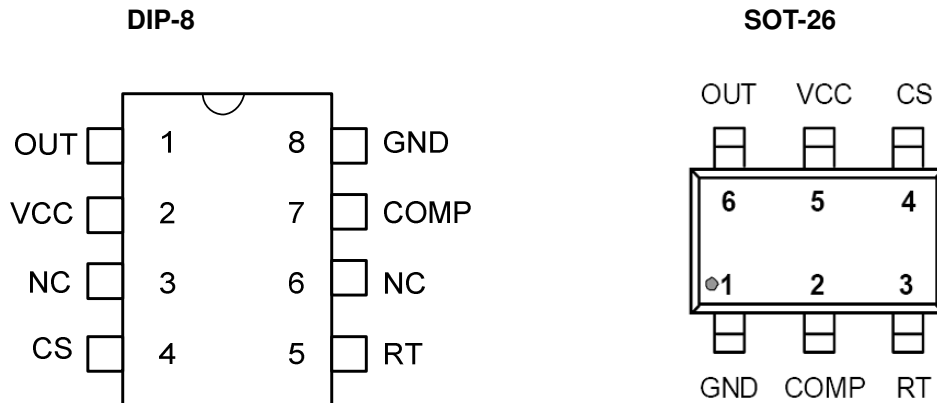 DIP-8
SOT-26
OUT 1 8 GND
VCC 2 7 COMP
NC 3 6 NC
CS 4 5 RT
OUT VCC CS
6 5 4
1 2 3
GND COMP RT